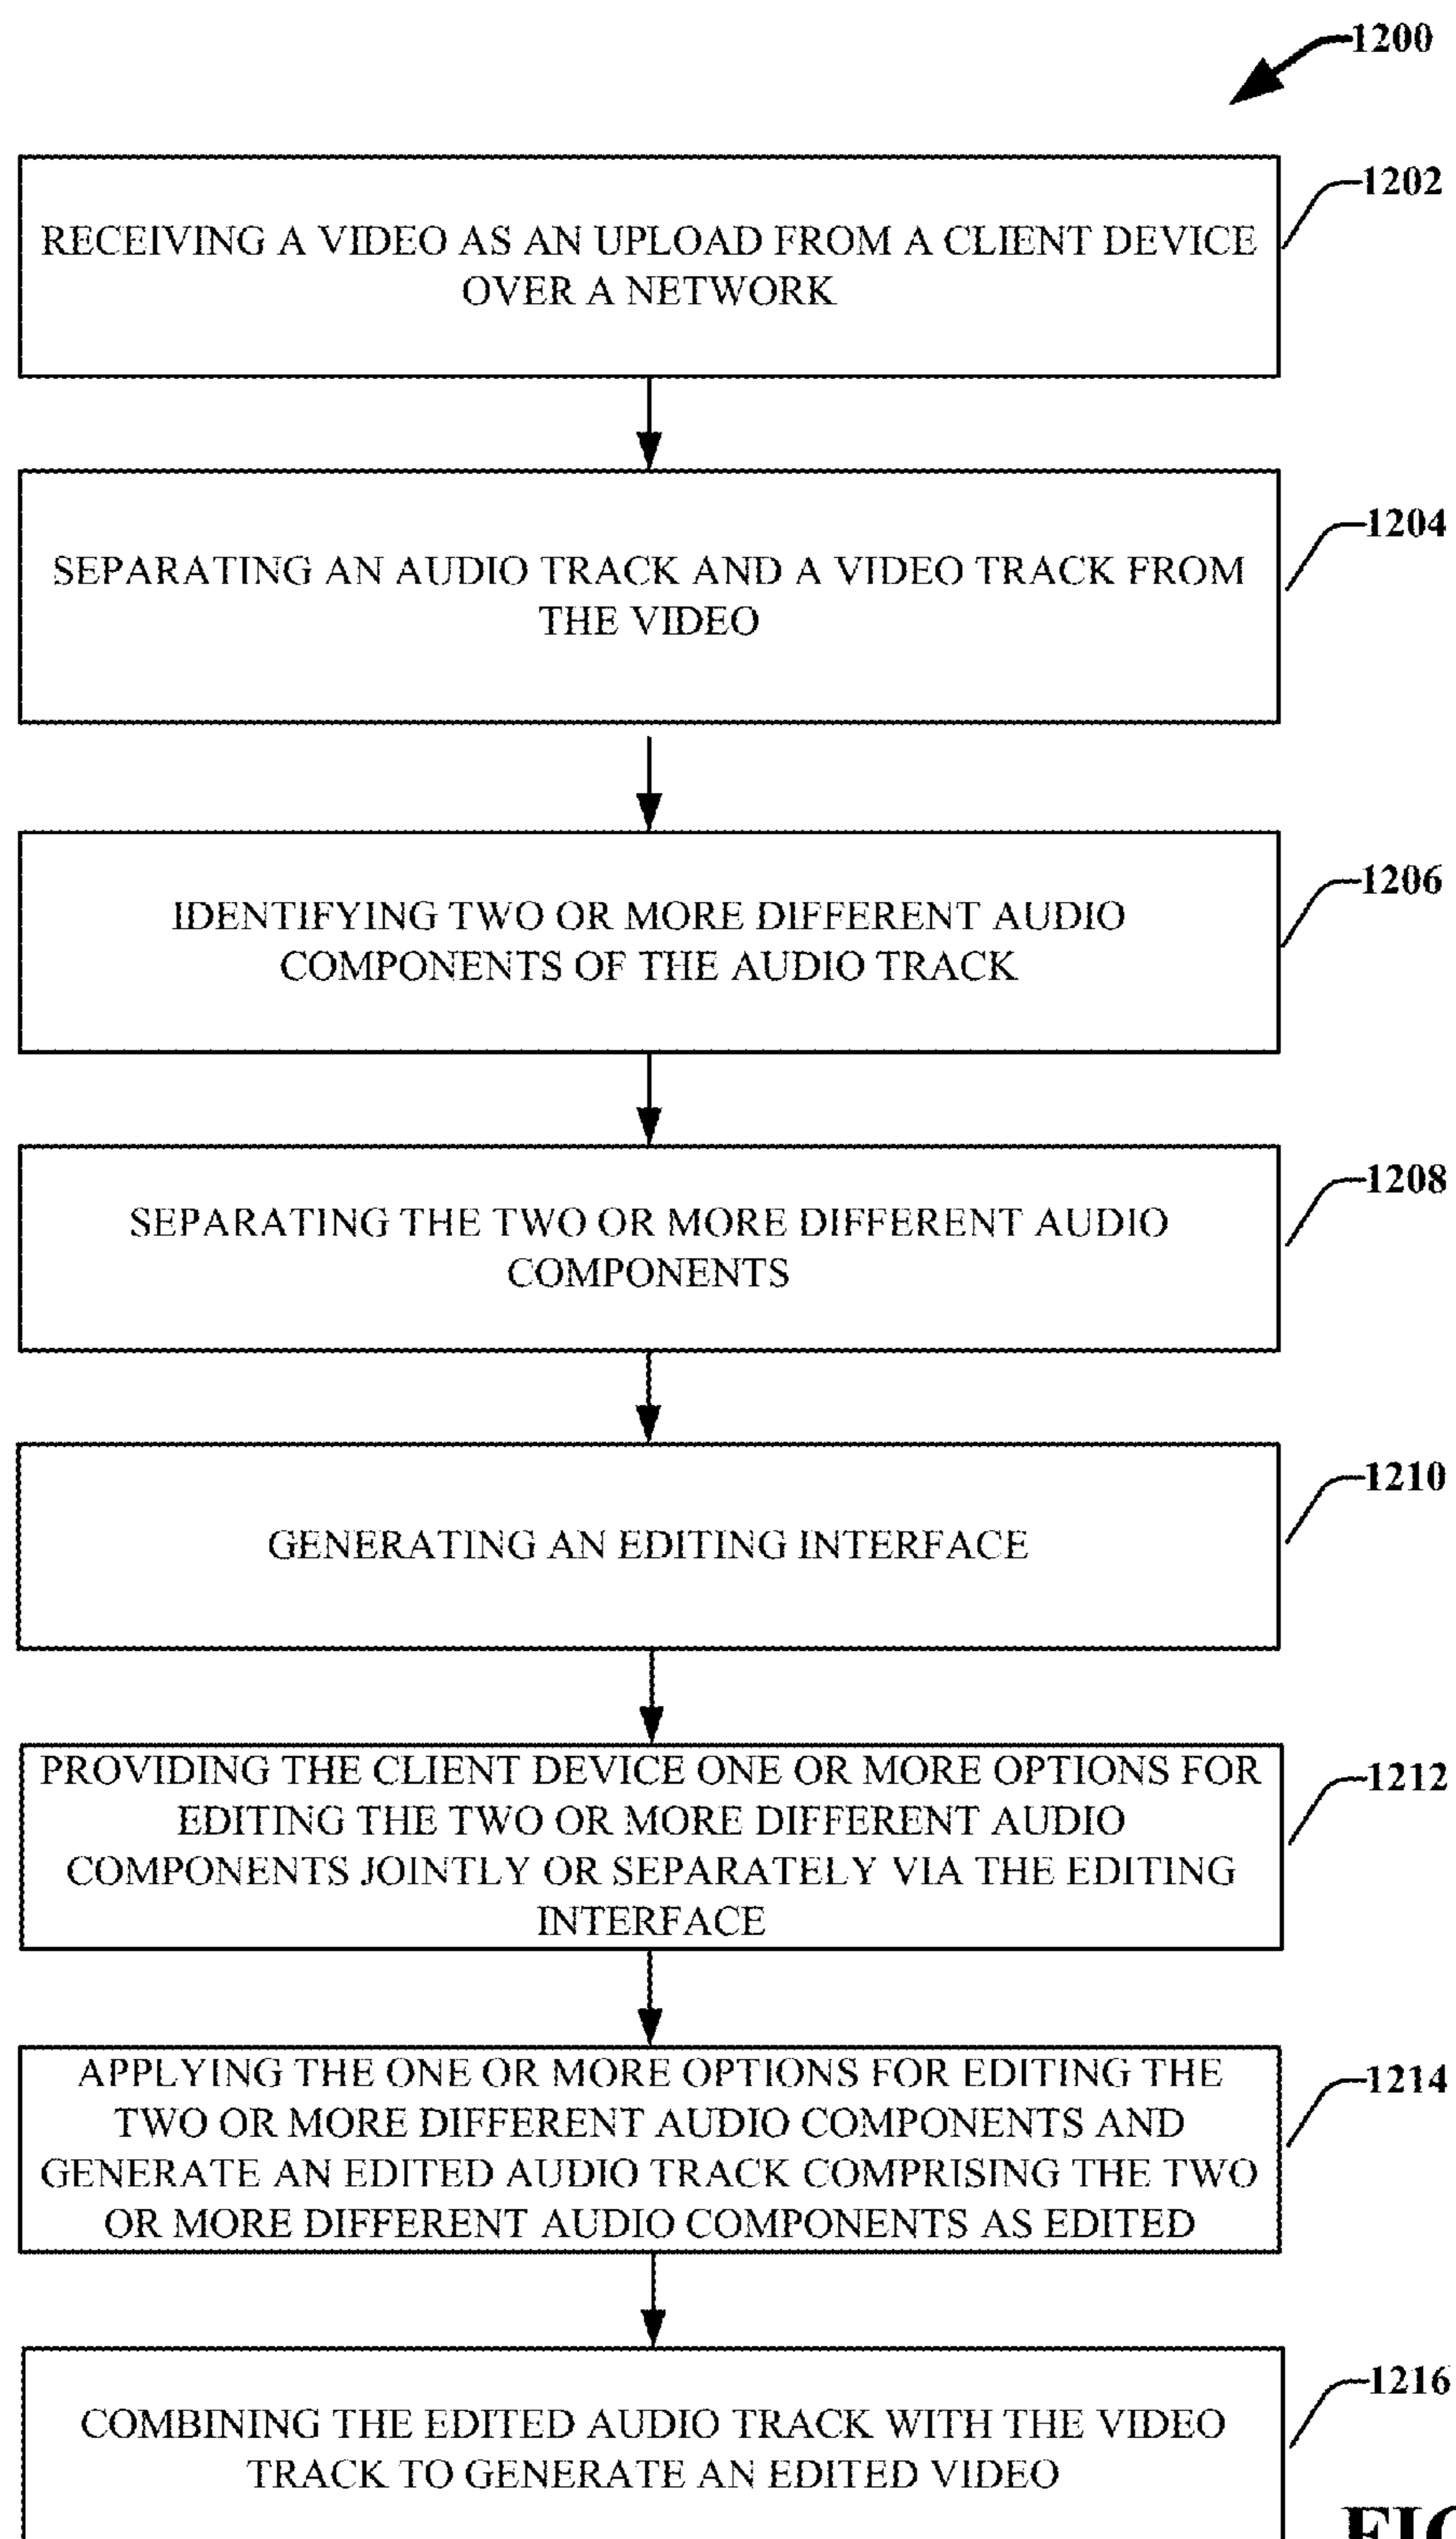 1200
1202
RECEIVING A VIDEO AS AN UPLOAD FROM A CLIENT DEVICE
OVER A NETWORK
1204
SEPARATING AN AUDIO TRACK AND A VIDEO TRACK FROM
THE VIDEO
1206
IDENTIFYING TWO OR MORE DIFFERENT AUDIO
COMPONENTS OF THE AUDIO TRACK
1208
SEPARATING THE TWO OR MORE DIFFERENT AUDIO
COMPONENTS
1210
GENERATING AN EDITING INTERFACE
1212
PROVIDING THE CLIENT DEVICE ONE OR MORE OPTIONS FOR
EDITING THE TWO OR MORE DIFFERENT AUDIO
COMPONENTS JOINTLY OR SEPARATELY VIA THE EDITING
INTERFACE
1214
APPLYING THE ONE OR MORE OPTIONS FOR EDITING THE
TWO OR MORE DIFFERENT AUDIO COMPONENTS AND
GENERATE AN EDITED AUDIO TRACK COMPRISING THE TWO
OR MORE DIFFERENT AUDIO COMPONENTS AS EDITED
1216
COMBINING THE EDITED AUDIO TRACK WITH THE VIDEO
TRACK TO GENERATE AN EDITED VIDEO